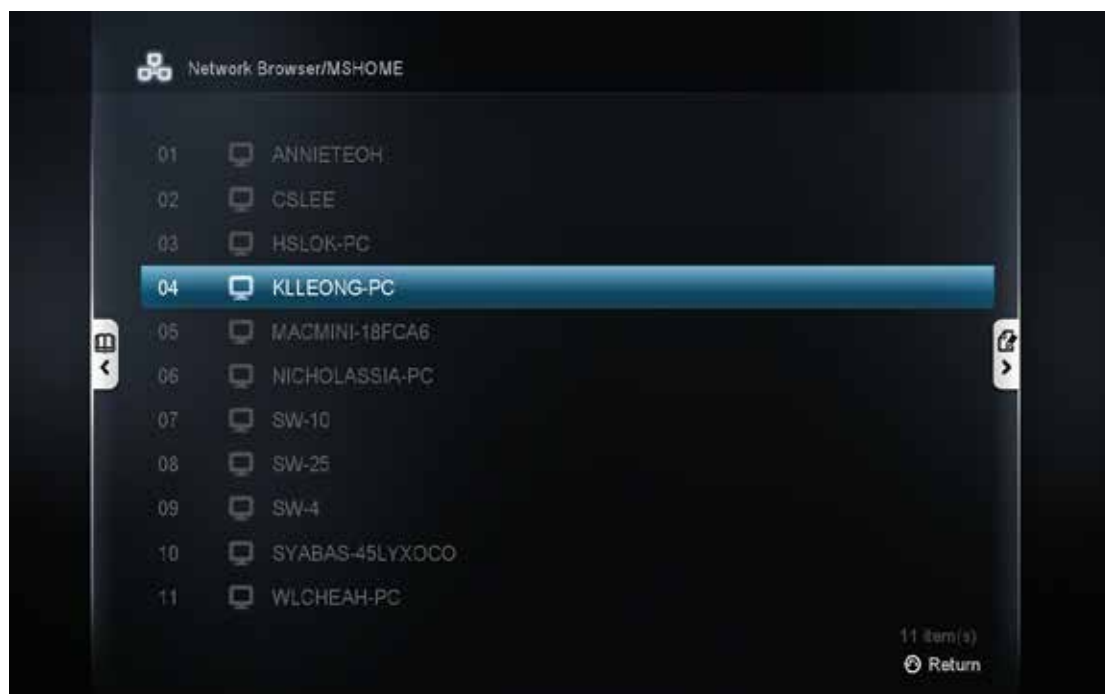 Network Browser/MSHOME
01 ANNIETEOH
02 CSLEE
03 HSLOK-PC
04 KLLEONG-PC
05 MACMINI-18FCA6
06 NICHOLASSIA-PC
07 SW-10
08 SW-25
09 SW-4
10 SYABAS-45LYXOCO
11 WLCHEAH-PC
11 item(s)
Return